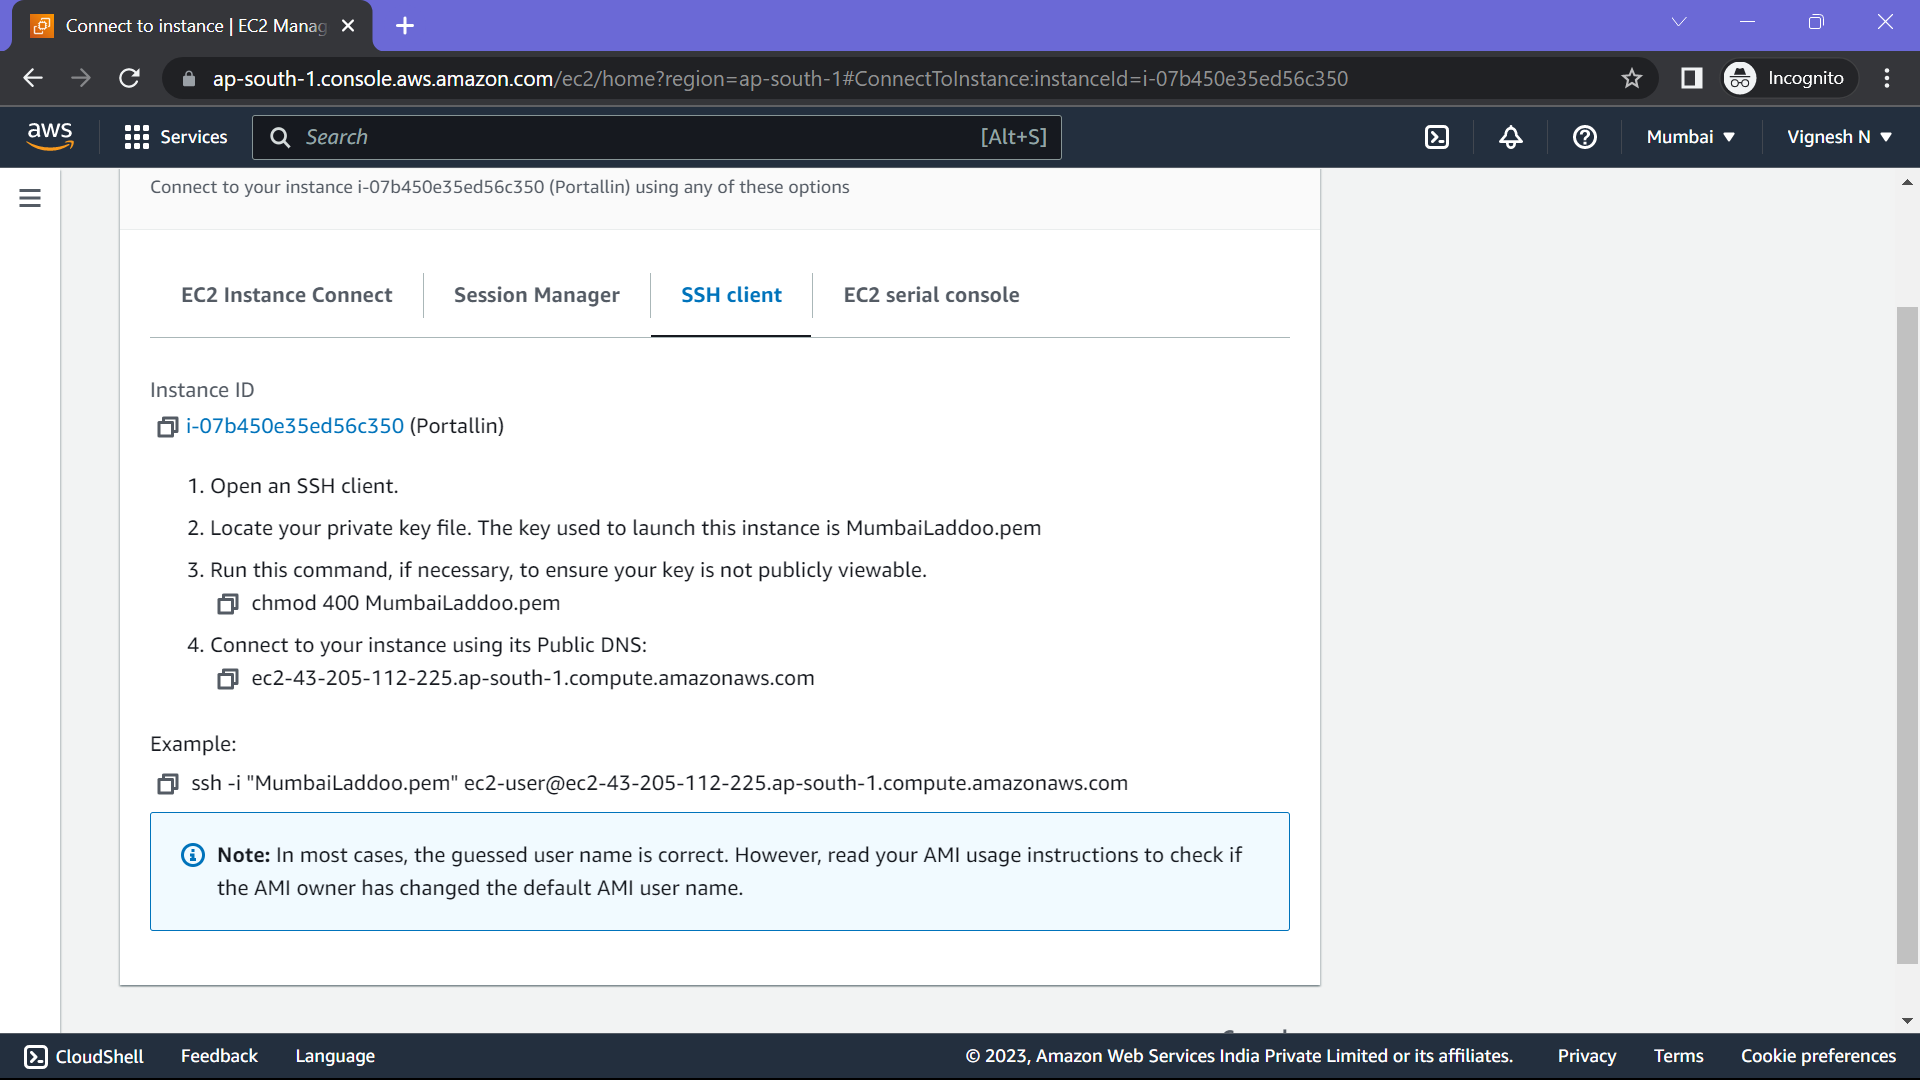 Connect to instance | EC2 Manag
ap-south-1.console.aws.amazon.com/ec2/home?region=ap-south-1#ConnectToInstance:instanceId=i-07b450e35ed56c350
Incognito
aws
Services
Search
[Alt+S]
Mumbai
Vignesh N
Connect to your instance i-07b450e35ed56c350 (Portallin) using any of these options
EC2 Instance Connect
Session Manager
SSH client
EC2 serial console
Instance ID
i-07b450e35ed56c350 (Portallin)
1. Open an SSH client.
2. Locate your private key file. The key used to launch this instance is MumbaiLaddoo.pem
3. Run this command, if necessary, to ensure your key is not publicly viewable.
chmod 400 MumbaiLaddoo.pem
4. Connect to your instance using its Public DNS:
ec2-43-205-112-225.ap-south-1.compute.amazonaws.com
Example:
ssh -i "MumbaiLaddoo.pem" ec2-user@ec2-43-205-112-225.ap-south-1.compute.amazonaws.com
Note: In most cases, the guessed user name is correct. However, read your AMI usage instructions to check if
the AMI owner has changed the default AMI user name.
CloudShell
Feedback
Language
© 2023, Amazon Web Services India Private Limited or its affiliates.
Privacy
Terms
Cookie preferences